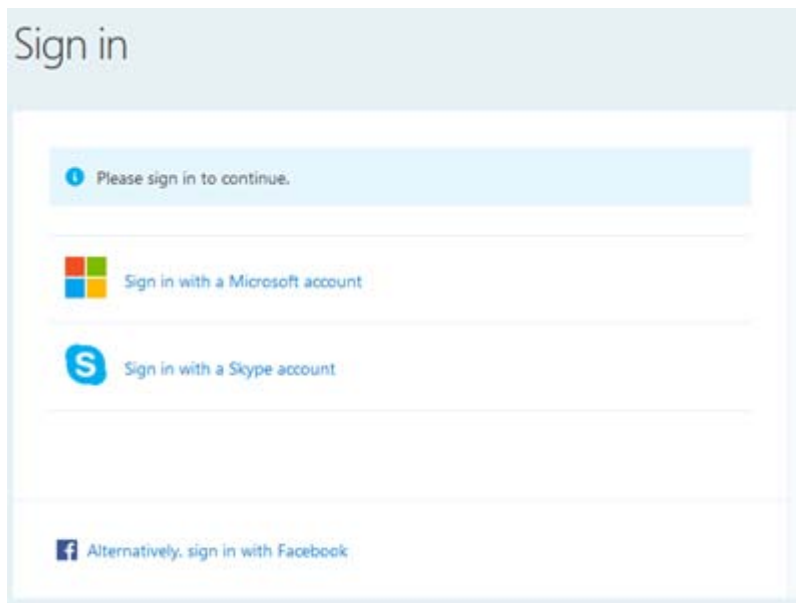 Sign in
Please sign in to continue.
Sign in with a Microsoft account
Sign in with a Skype account
Alternatively, sign in with Facebook